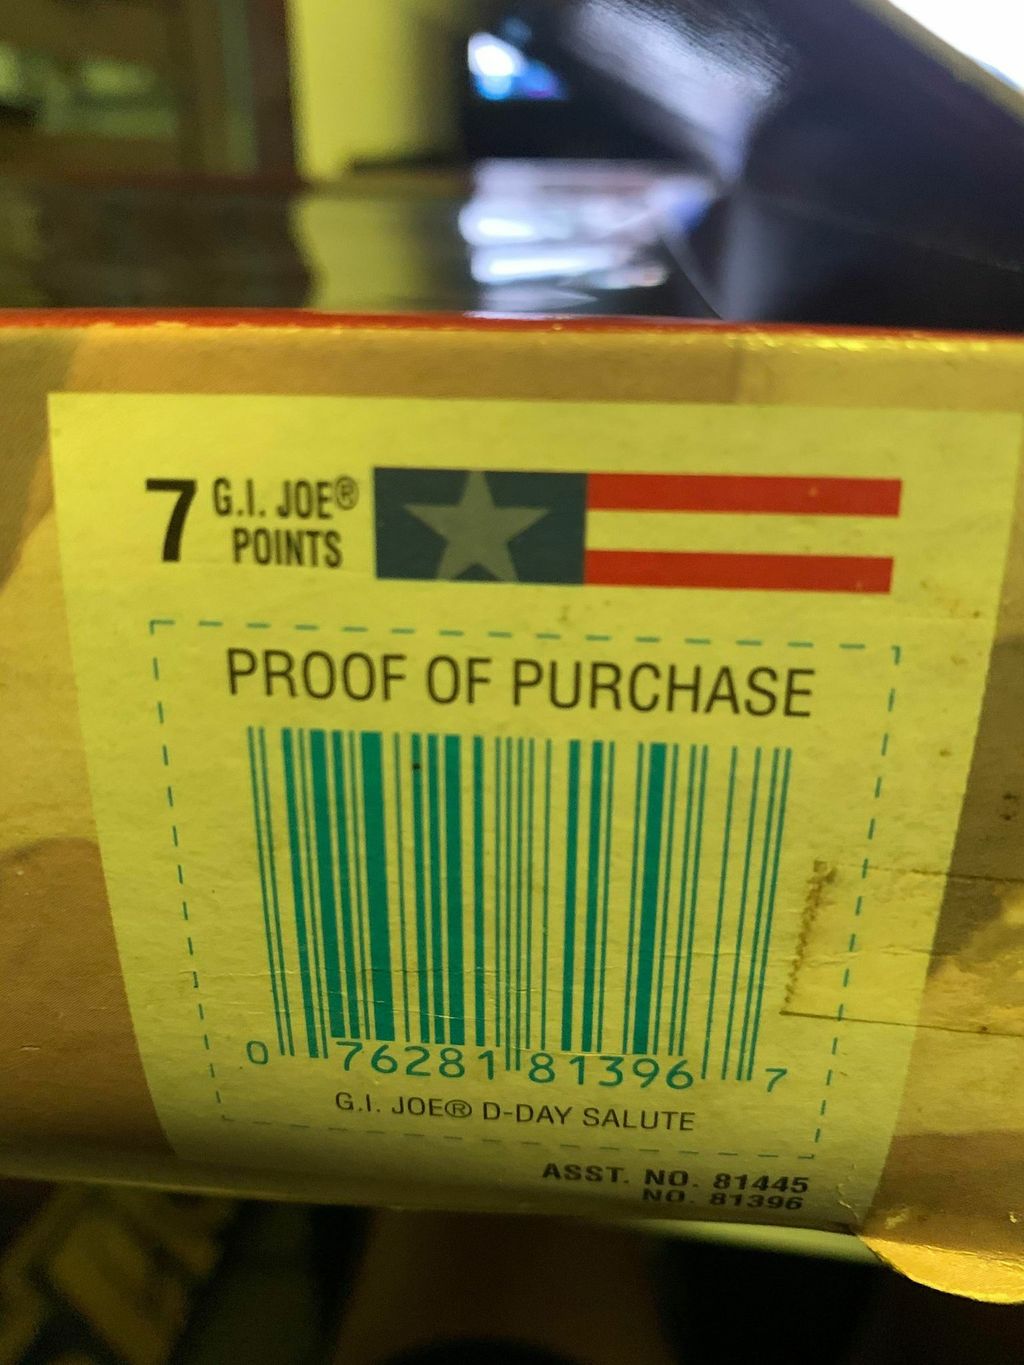 7 G.I. JOE®
POINTS
PROOF OF PURCHASE
0 76281 81396 7
G.I. JOE® D-DAY SALUTE
ASST. NO. 81445
NO. 81396